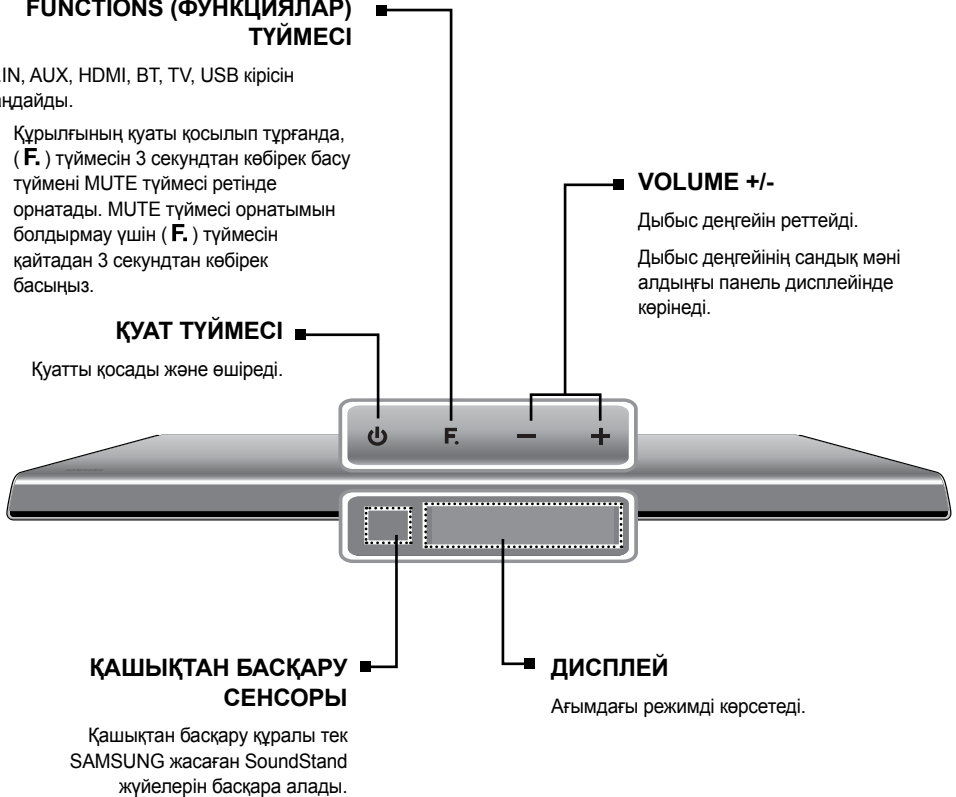 FUNCTIONS (ФУНКЦИЯЛАР)
ТҮЙМЕСІ
IN, AUX, HDMI, BT, TV, USB кірісін
Құрылғының қуаты қосылып тұрғанда,
( F. ) түймесін 3 секундтан көбірек басу
түймені MUTE түймесі ретінде
орнатады. MUTE түймесі орнатымын
болдырмау үшін ( F. ) түймесін
қайтадан 3 секундтан көбірек
басыңыз.
VOLUME +/-
Дыбыс деңгейін реттейді.
Дыбыс деңгейінің сандық мәні
алдыңғы панель дисплейінде
көрінеді.
ҚУАТ ТҮЙМЕСІ
Қуатты қосады және өшіреді.
F. − +
ҚАШЫҚТАН БАСҚАРУ
СЕНСОРЫ
Қашықтан басқару құралы тек
SAMSUNG жасаған SoundStand
жүйелерін басқара алады.
ДИСПЛЕЙ
Ағымдағы режимді көрсетеді.